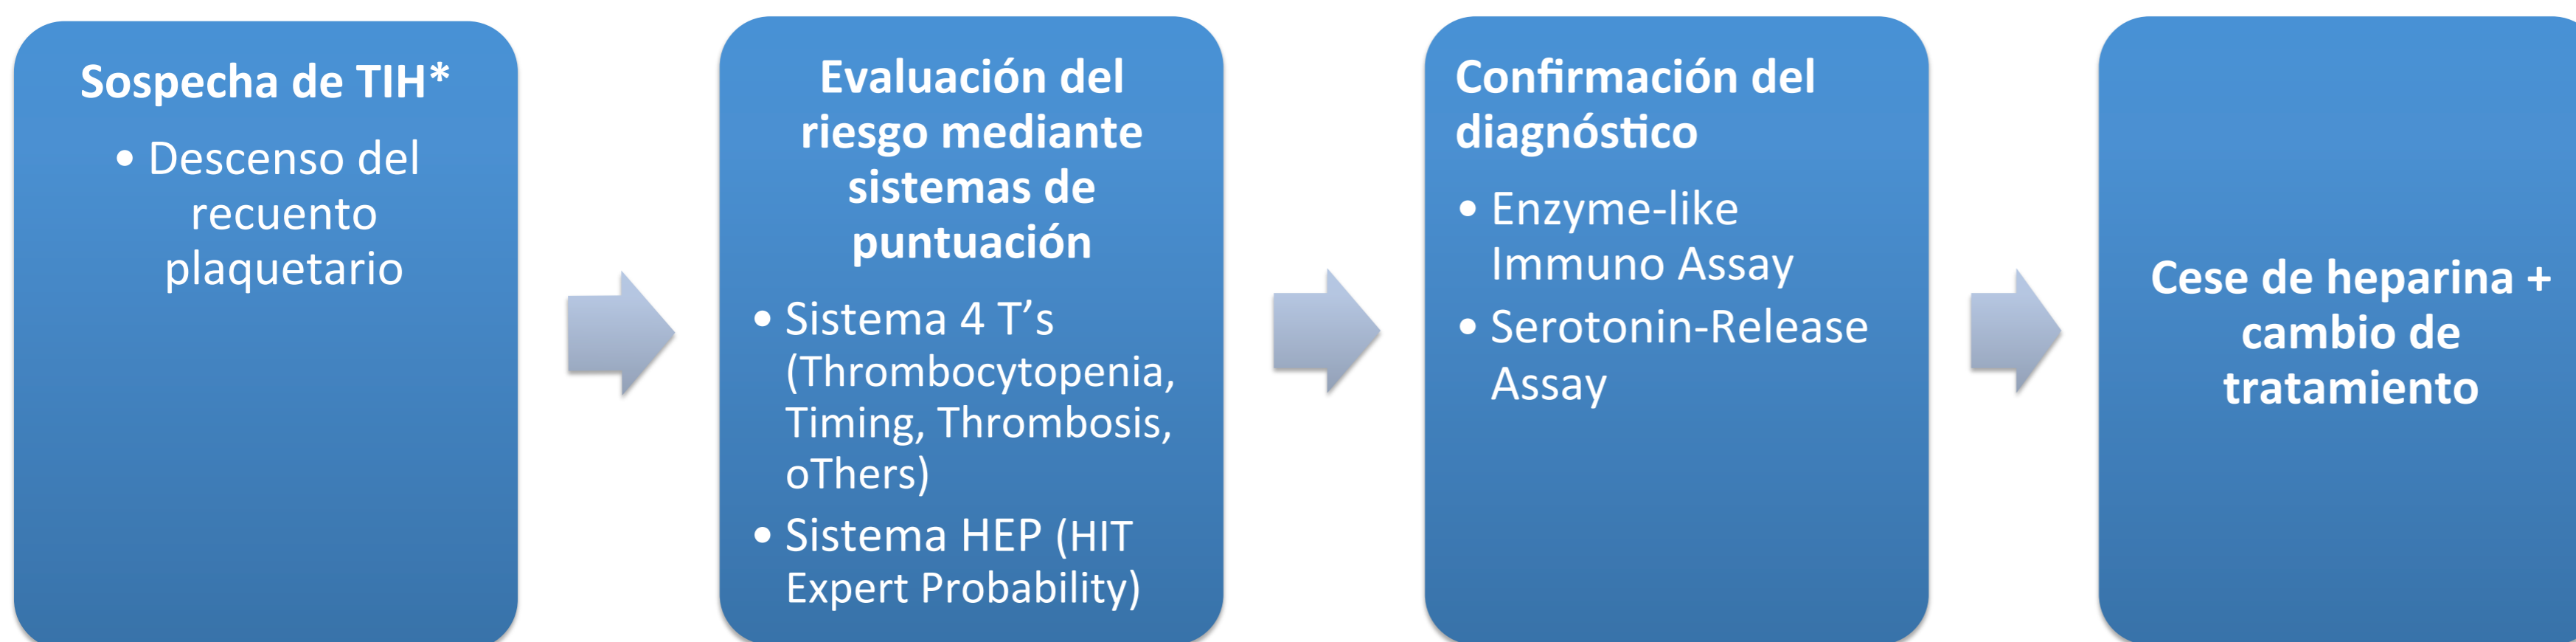 Sospecha de TIH*
• Descenso del
recuento
plaquetario
Evaluación del
riesgo mediante
sistemas de
puntuación
• Sistema 4 T’s
(Thrombocytopenia,
Timing, Thrombosis,
oThers)
• Sistema HEP (HIT
Expert Probability)
Confirmación del
diagnóstico
• Enzyme-like
Immuno Assay
• Serotonin-Release
Assay
Cese de heparina +
cambio de
tratamiento